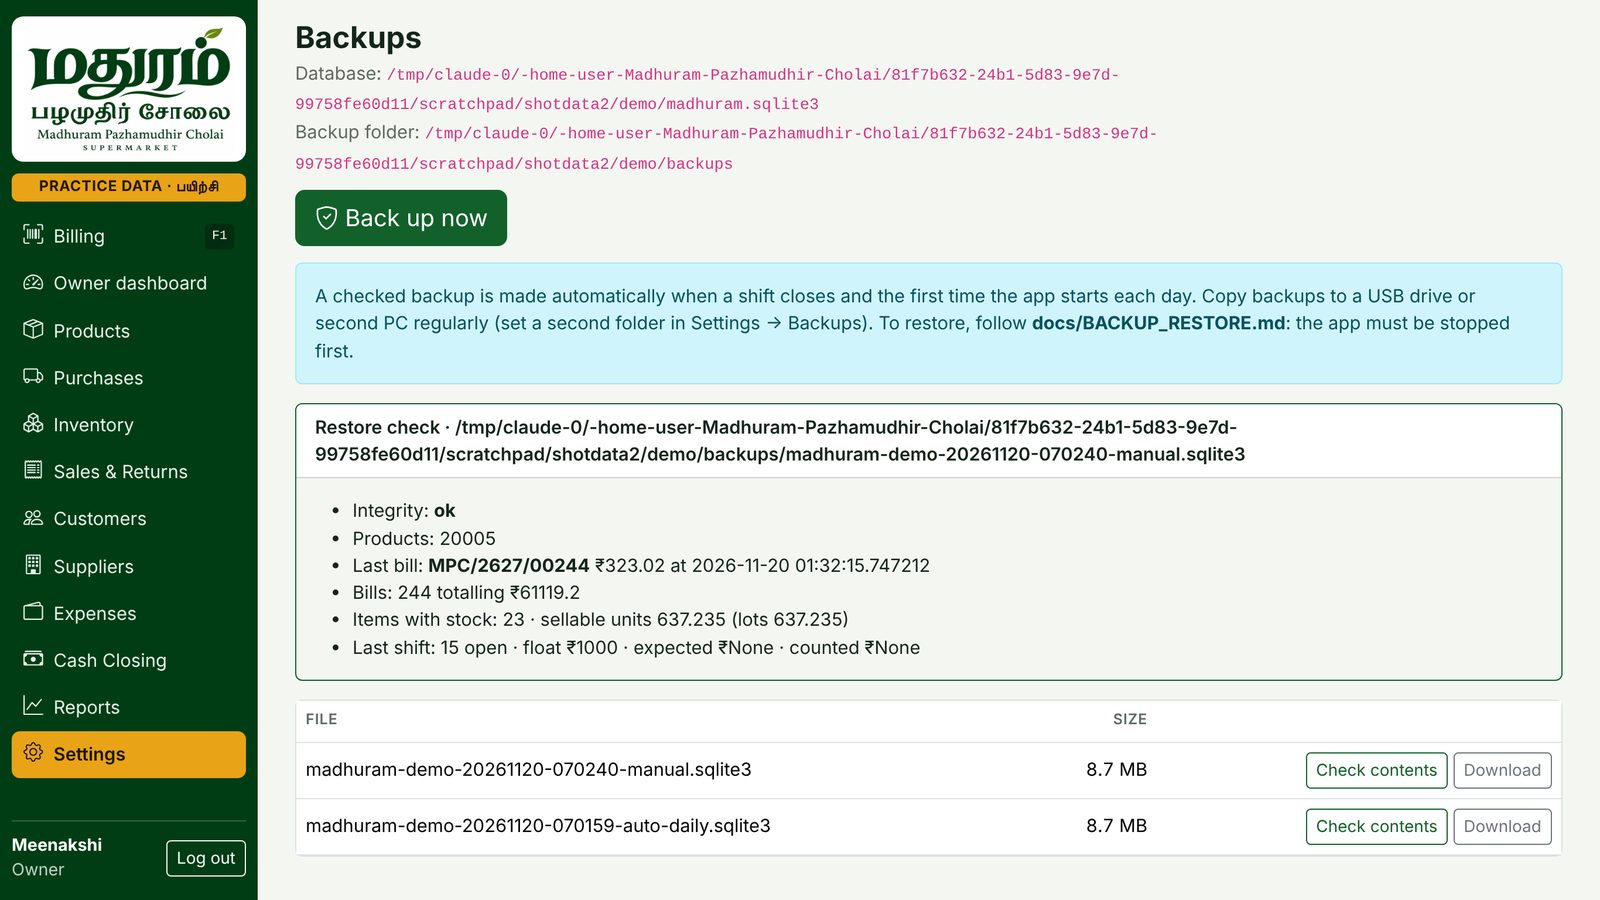 மதுரம்
பழமுதிர் சோலை
Madhuram Pazhamudhir Cholai
SUPERMARKET
PRACTICE DATA · பயிற்சி
Billing F1
Owner dashboard
Products
Purchases
Inventory
Sales & Returns
Customers
Suppliers
Expenses
Cash Closing
Reports
Settings
Meenakshi
Owner
Log out
Backups
Database: /tmp/claude-0/-home-user-Madhuram-Pazhamudhir-Cholai/81f7b632-24b1-5d83-9e7d-
99758fe60d11/scratchpad/shotdata2/demo/madhuram.sqlite3
Backup folder: /tmp/claude-0/-home-user-Madhuram-Pazhamudhir-Cholai/81f7b632-24b1-5d83-9e7d-
99758fe60d11/scratchpad/shotdata2/demo/backups
Back up now
A checked backup is made automatically when a shift closes and the first time the app starts each day. Copy backups to a USB drive or
second PC regularly (set a second folder in Settings → Backups). To restore, follow docs/BACKUP_RESTORE.md: the app must be stopped
first.
Restore check · /tmp/claude-0/-home-user-Madhuram-Pazhamudhir-Cholai/81f7b632-24b1-5d83-9e7d-
99758fe60d11/scratchpad/shotdata2/demo/backups/madhuram-demo-20261120-070240-manual.sqlite3
• Integrity: ok
• Products: 20005
• Last bill: MPC/2627/00244 ₹323.02 at 2026-11-20 01:32:15.747212
• Bills: 244 totalling ₹61119.2
• Items with stock: 23 · sellable units 637.235 (lots 637.235)
• Last shift: 15 open · float ₹1000 · expected ₹None · counted ₹None
FILE SIZE
madhuram-demo-20261120-070240-manual.sqlite3 8.7 MB Check contents Download
madhuram-demo-20261120-070159-auto-daily.sqlite3 8.7 MB Check contents Download